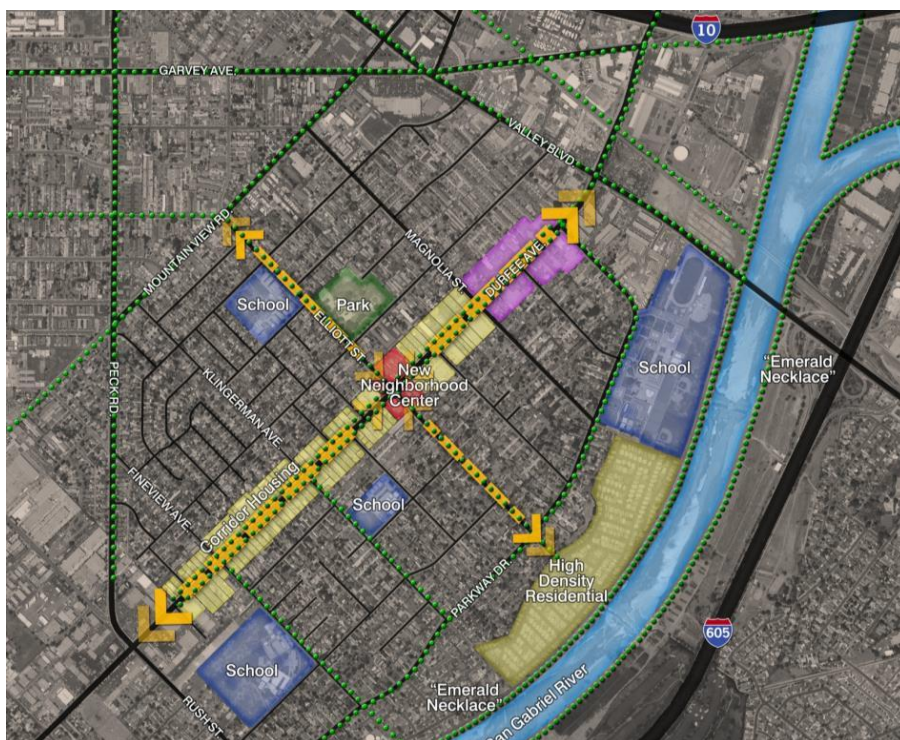 10
GARVEY AVE.
VALLEY BLVD.
MOUNTAIN VIEW RD.
MAGNOLIA ST.
DURFEE AVE.
School
Park
ELLIOTT ST.
School
"Emerald
Necklace"
PECK RD.
New
Neighborhood
Center
KLINGERMAN AVE
FINEVIEW AVE.
Corridor Housing
School
PARKWAY DR.
High
Density
Residential
605
School
RUSH ST.
"Emerald
Necklace"
San Gabriel River